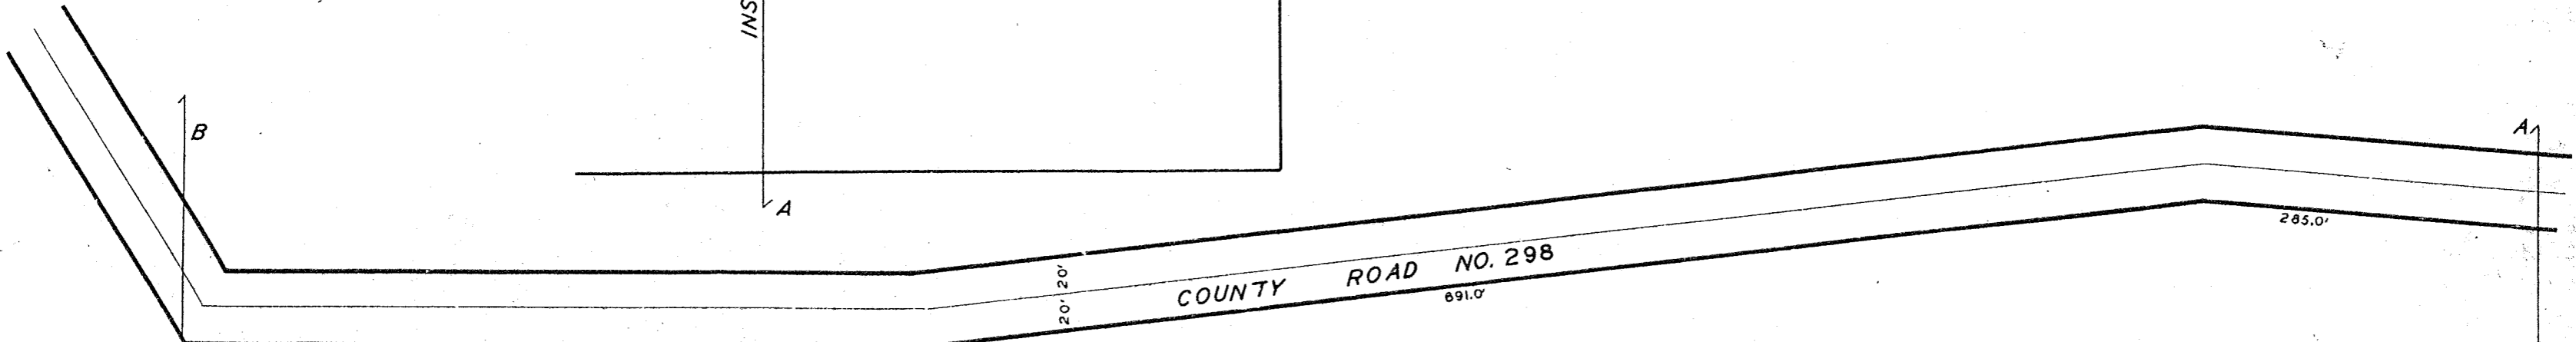 INS
B
A
A
20' 20'
COUNTY ROAD NO. 298
691.0'
285.0'